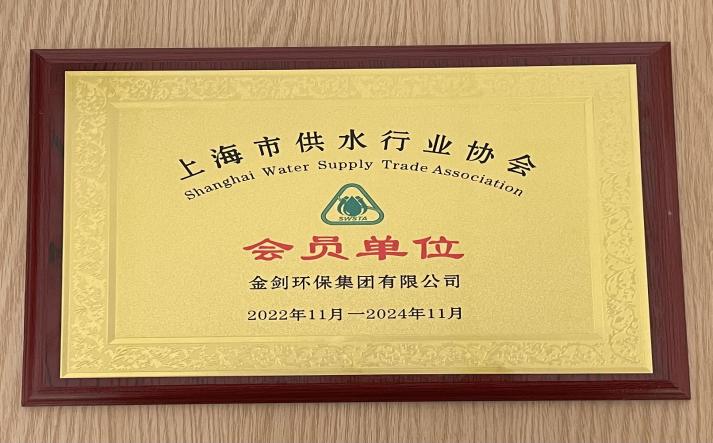 上海市供水行业协会
Shanghai Water Supply Trade Association
SWSTA
会员单位
金剑环保集团有限公司
2022年11月—2024年11月